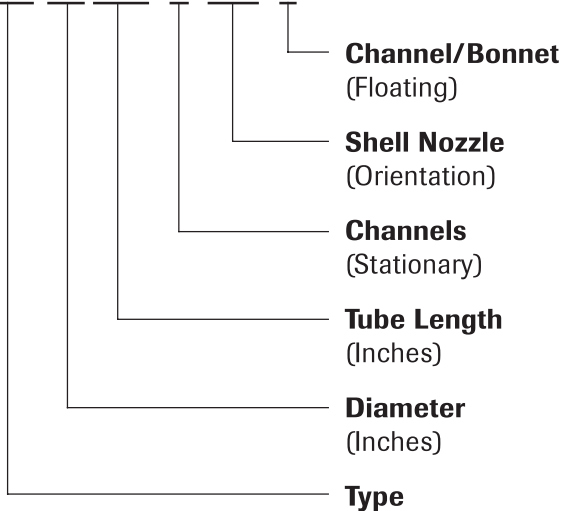 Channel/Bonnet
(Floating)
Shell Nozzle
(Orientation)
Channels
(Stationary)
Tube Length
(Inches)
Diameter
(Inches)
Type